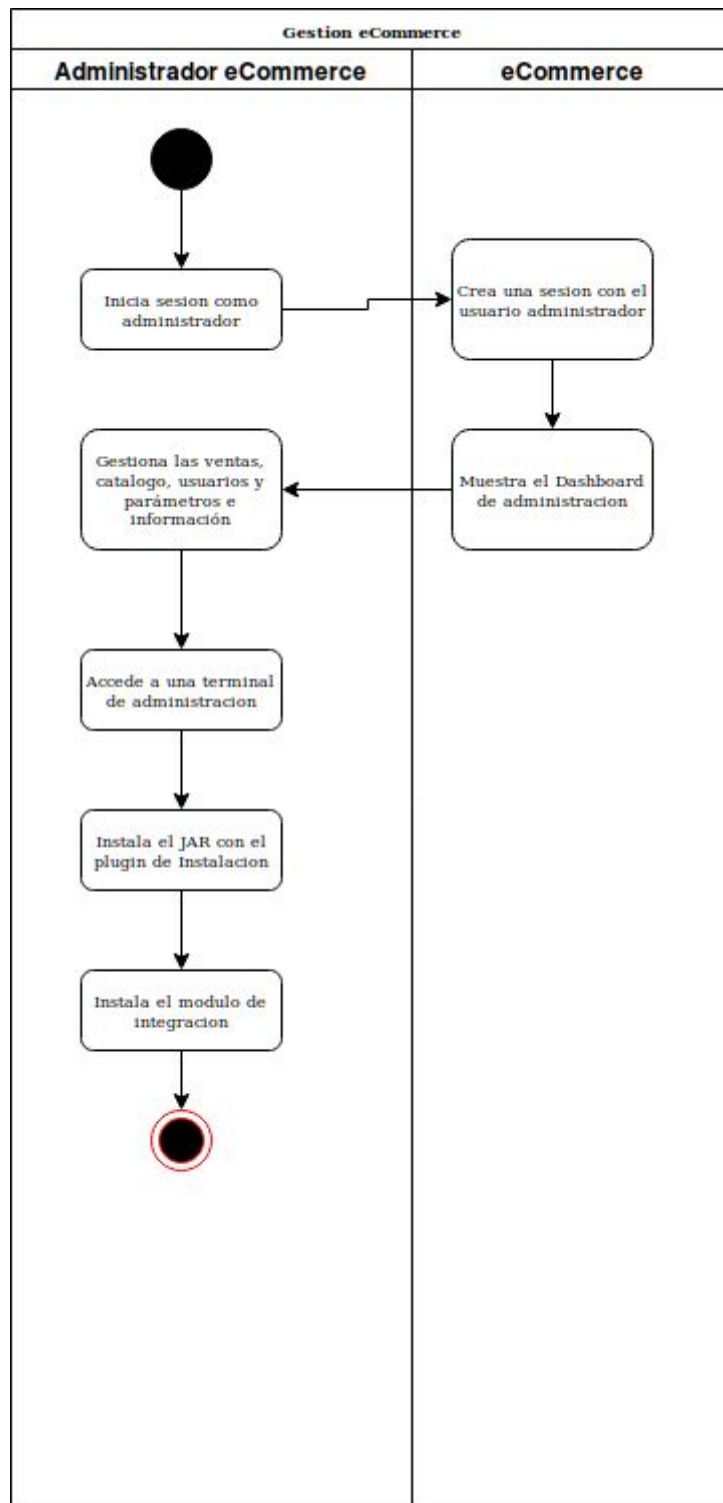 Gestion eCommerce
Administrador eCommerce
eCommerce
Inicia sesion como
administrador
Crea una sesion con el
usuario administrador
Muestra el Dashboard
de administracion
Gestiona las ventas,
catalogo, usuarios y
parámetros e
información
Accede a una terminal
de administracion
Instala el JAR con el
plugin de Instalacion
Instala el modulo de
integracion